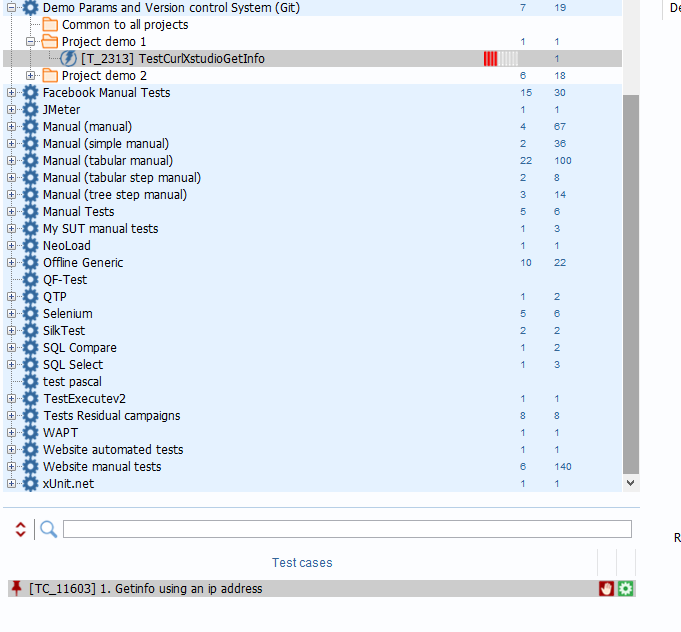 Demo Params and Version control System (Git) 7 19
Common to all projects
Project demo 1 1 1
[T_2313] TestCurlXstudioGetInfo 1
Project demo 2 6 18
Facebook Manual Tests 15 30
JMeter 1 1
Manual (manual) 4 67
Manual (simple manual) 2 36
Manual (tabular manual) 22 100
Manual (tabular step manual) 2 8
Manual (tree step manual) 3 14
Manual Tests 5 6
My SUT manual tests 1 3
NeoLoad 1 1
Offline Generic 10 22
QF-Test
QTP 1 2
Selenium 5 6
SilkTest 2 2
SQL Compare 1 2
SQL Select 1 3
test pascal
TestExecutev2 1 1
Tests Residual campaigns 8 8
WAPT 1 1
Website automated tests 1 1
Website manual tests 6 140
xUnit.net 1 1
Test cases
[TC_11603] 1. Getinfo using an ip address
De
R